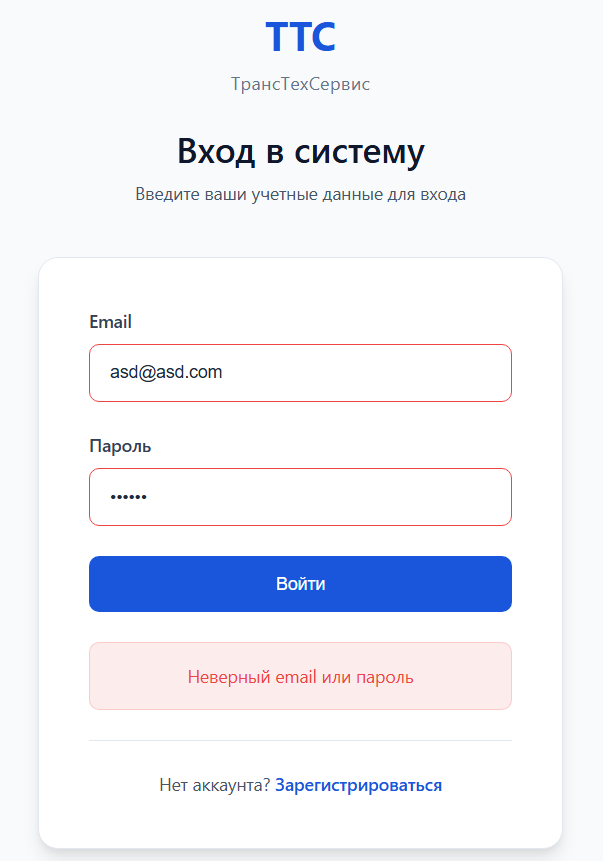 ТТС
ТрансТехСервис
Вход в систему
Введите ваши учетные данные для входа
Email
asd@asd.com
Пароль
••••••
Войти
Неверный email или пароль
Нет аккаунта? Зарегистрироваться